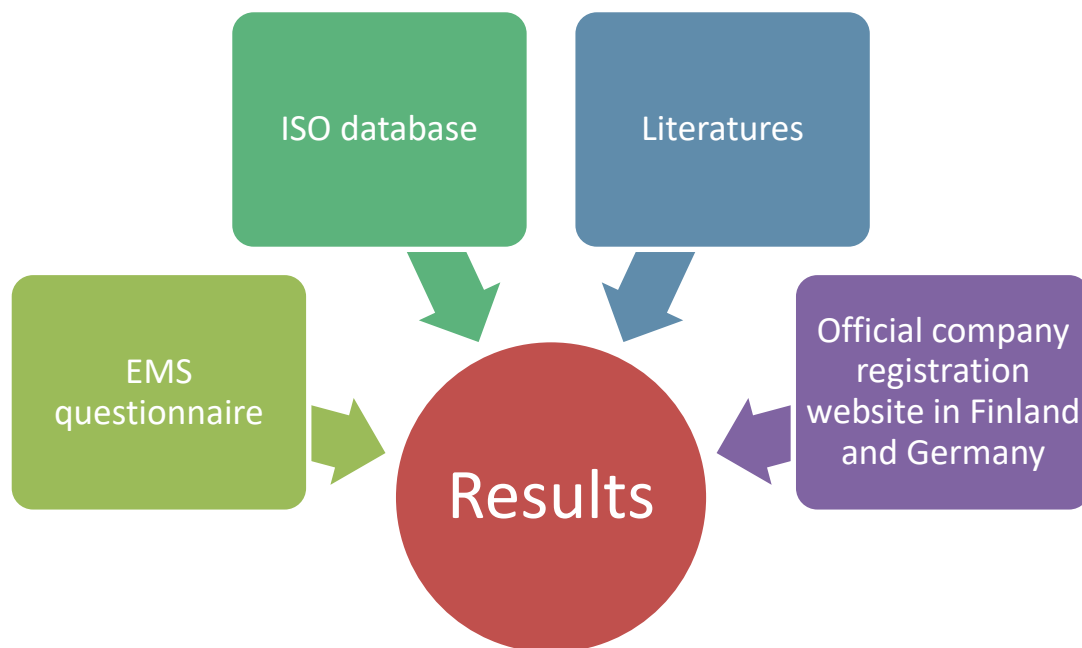 ISO database
Literatures
EMS
questionnaire
Official company
registration
website in Finland
and Germany
Results